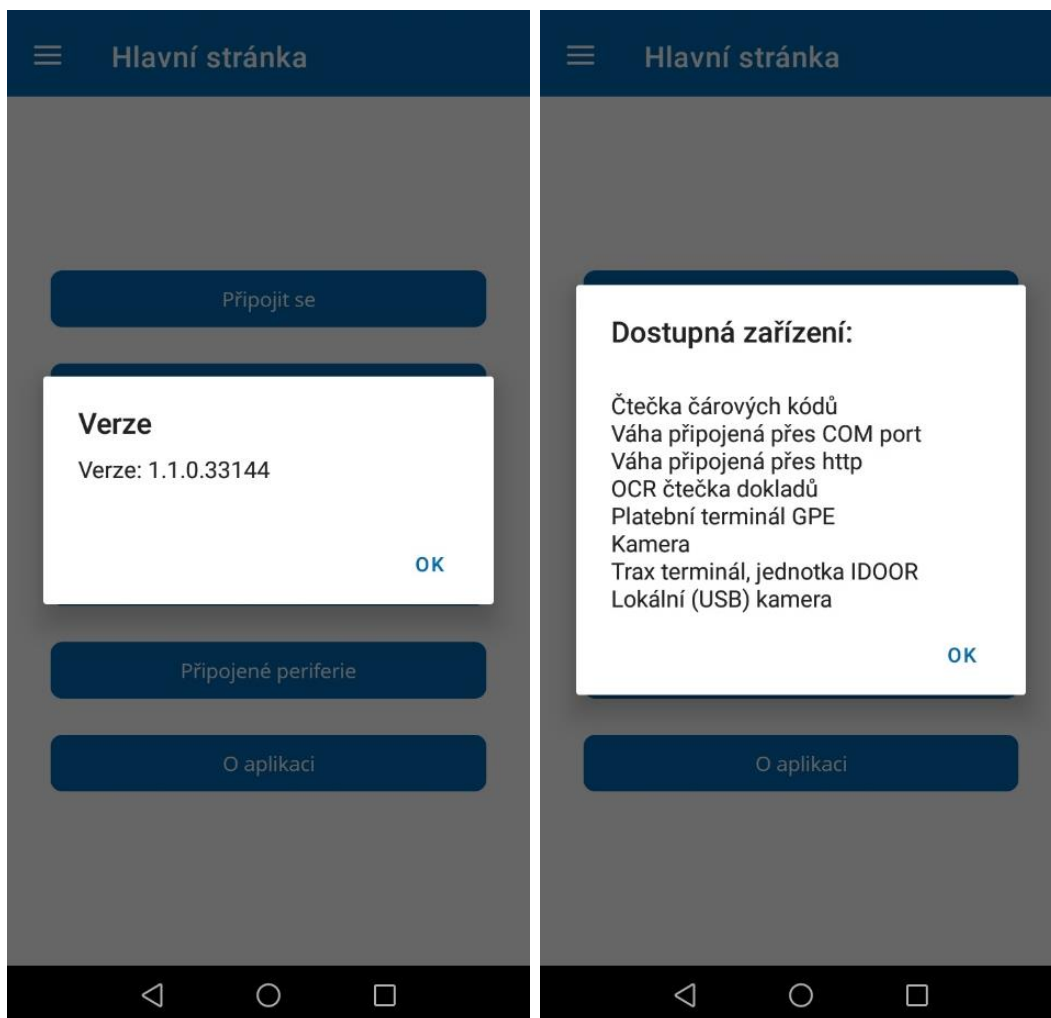 Hlavní stránka
Připojit se
Verze
Verze: 1.1.0.33144
OK
Připojené periferie
O aplikaci
Hlavní stránka
Dostupná zařízení:
Čtečka čárových kódů
Váha připojená přes COM port
Váha připojená přes http
OCR čtečka dokladů
Platební terminál GPE
Kamera
Trax terminál, jednotka IDOOR
Lokální (USB) kamera
OK
O aplikaci